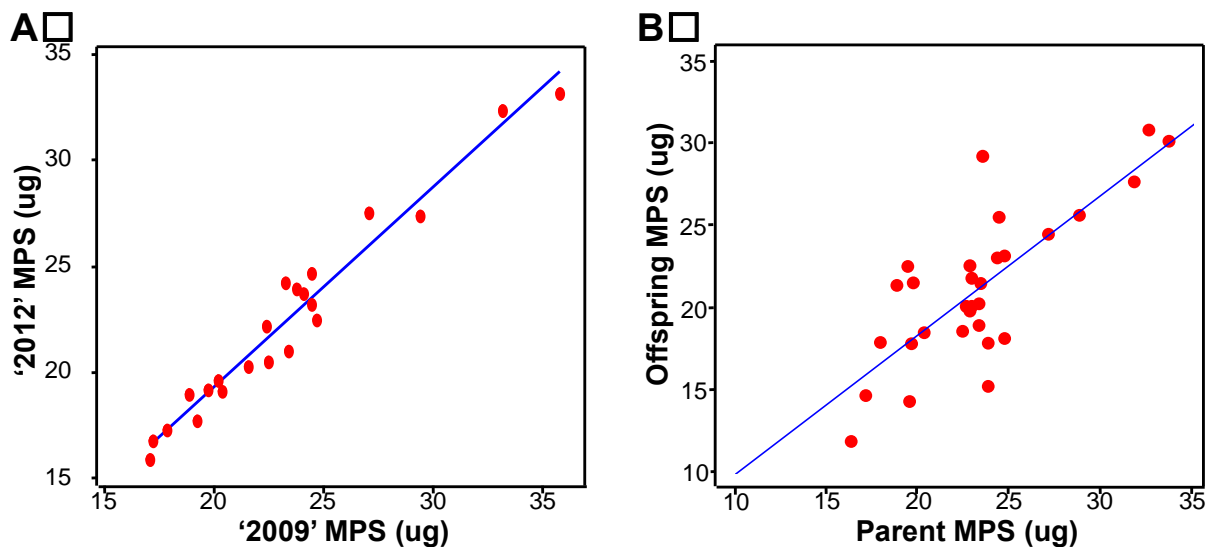 A□
35
30
25
20
15
15 20 25 30 35
‘2012’ MPS (ug)
‘2009’ MPS (ug)
B□
35
30
25
20
15
10
10 15 20 25 30 35
Offspring MPS (ug)
Parent MPS (ug)